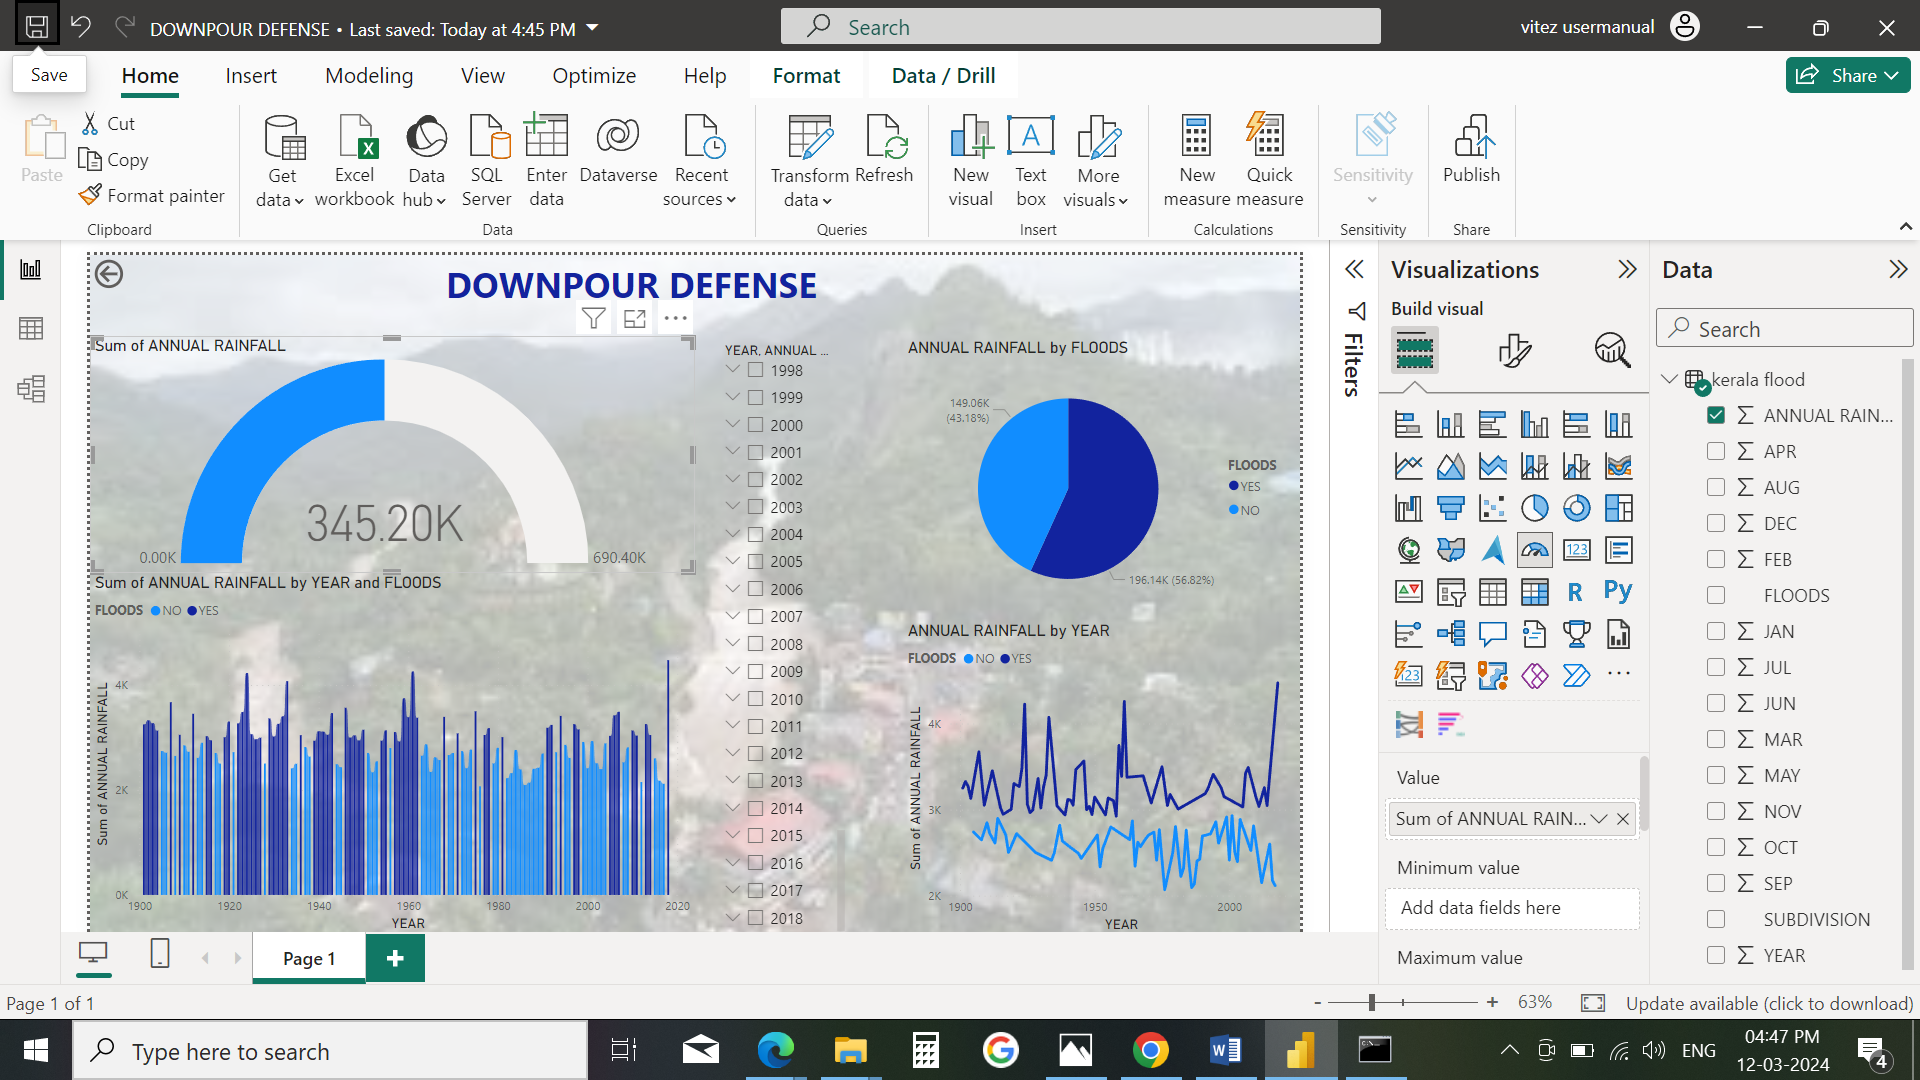 DOWNPOUR DEFENSE • Last saved: Today at 4:45 PM
Search
vitez usermanual
Save
Home
Insert
Modeling
View
Optimize
Help
Format
Data / Drill
Share
Paste
Cut
Copy
Format painter
Clipboard
Get
data
Excel
workbook
Data
hub
SQL
Server
Enter
data
Dataverse
Recent
sources
Data
Transform
data
Refresh
Queries
New
visual
Text
box
More
visuals
Insert
New
measure
Quick
measure
Calculations
Sensitivity
Sensitivity
Publish
Share
DOWNPOUR DEFENSE
Sum of ANNUAL RAINFALL
345.20K
0.00K
690.40K
Sum of ANNUAL RAINFALL by YEAR and FLOODS
FLOODS NO YES
Sum of ANNUAL RAINFALL
4K
2K
0K
1900 1920 1940 1960 1980 2000 2020
YEAR
YEAR, ANNUAL ...
1998
1999
2000
2001
2002
2003
2004
2005
2006
2007
2008
2009
2010
2011
2012
2013
2014
2015
2016
2017
2018
ANNUAL RAINFALL by FLOODS
149.06K
(43.18%)
196.14K (56.82%)
FLOODS
YES
NO
ANNUAL RAINFALL by YEAR
FLOODS NO YES
Sum of ANNUAL RAINFALL
4K
3K
2K
1900 1950 2000
YEAR
Filters
Visualizations
Build visual
123
R
Py
123
Value
Sum of ANNUAL RAIN...
Minimum value
Add data fields here
Maximum value
Data
Search
kerala flood
ANNUAL RAIN...
APR
AUG
DEC
FEB
FLOODS
JAN
JUL
JUN
MAR
MAY
NOV
OCT
SEP
SUBDIVISION
YEAR
Page 1
Page 1 of 1
63%
Update available (click to download)
Type here to search
ENG
04:47 PM
12-03-2024
4